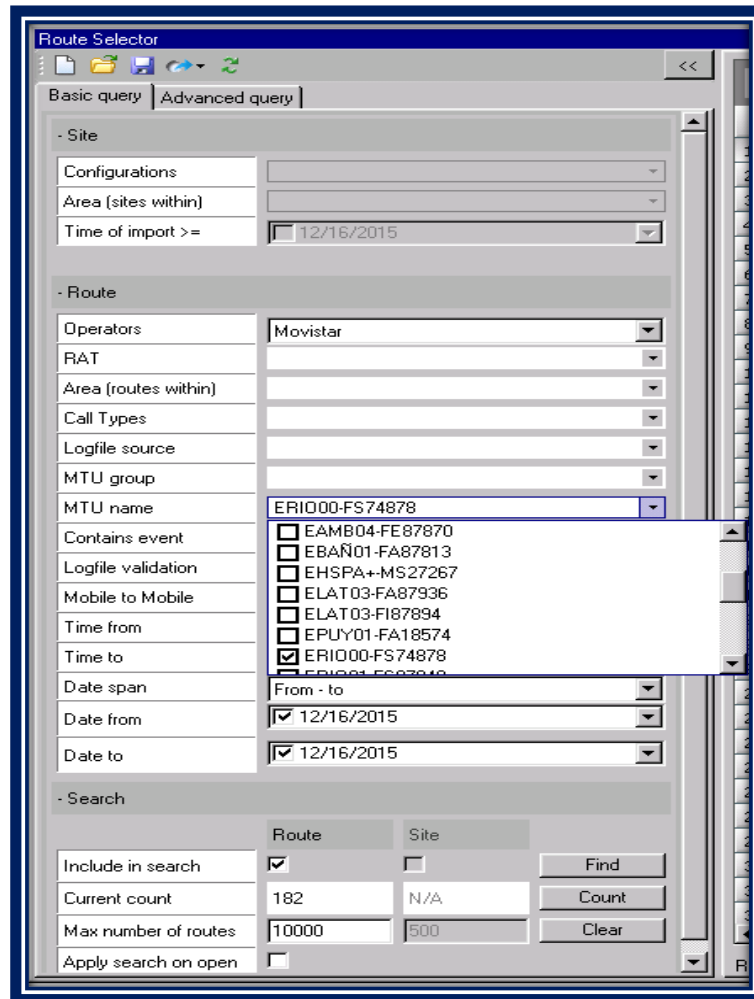 Route Selector
<<
Basic query Advanced query
- Site
Configurations
Area (sites within)
Time of import >= 12/16/2015
- Route
Operators Movistar
RAT
Area (routes within)
Call Types
Logfile source
MTU group
MTU name ERIO00-FS74878
Contains event EAMB04-FE87870
EBAÑ01-FA87813
Logfile validation EHSPA+-MS27267
Mobile to Mobile ELAT03-FA87936
ELAT03-FI87894
Time from EPUY01-FA18574
Time to ERIO00-FS74878
Date span From - to
Date from 12/16/2015
Date to 12/16/2015
- Search
Route Site
Include in search Find
Current count 182 N/A Count
Max number of routes 10000 500 Clear
Apply search on open